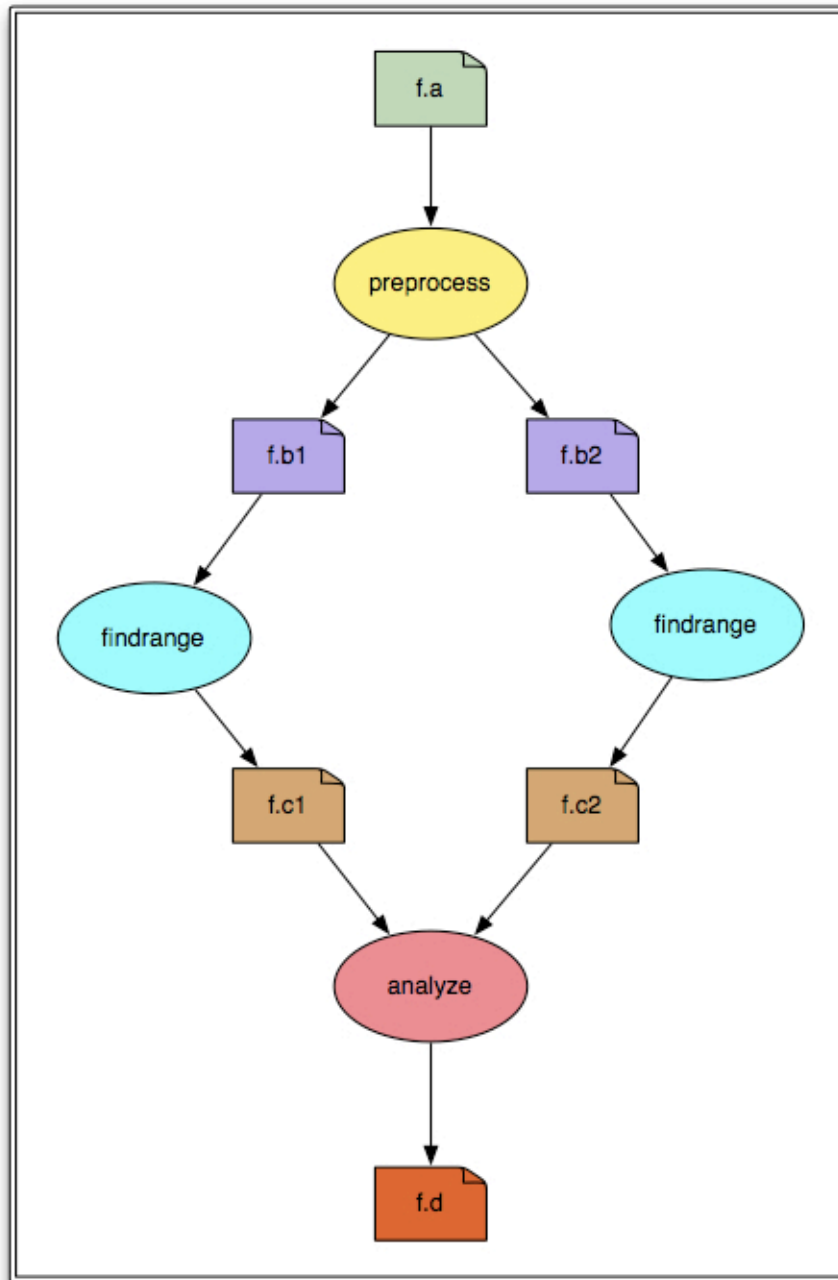 f.a
preprocess
f.b1
f.b2
findrange
findrange
f.c1
f.c2
analyze
f.d